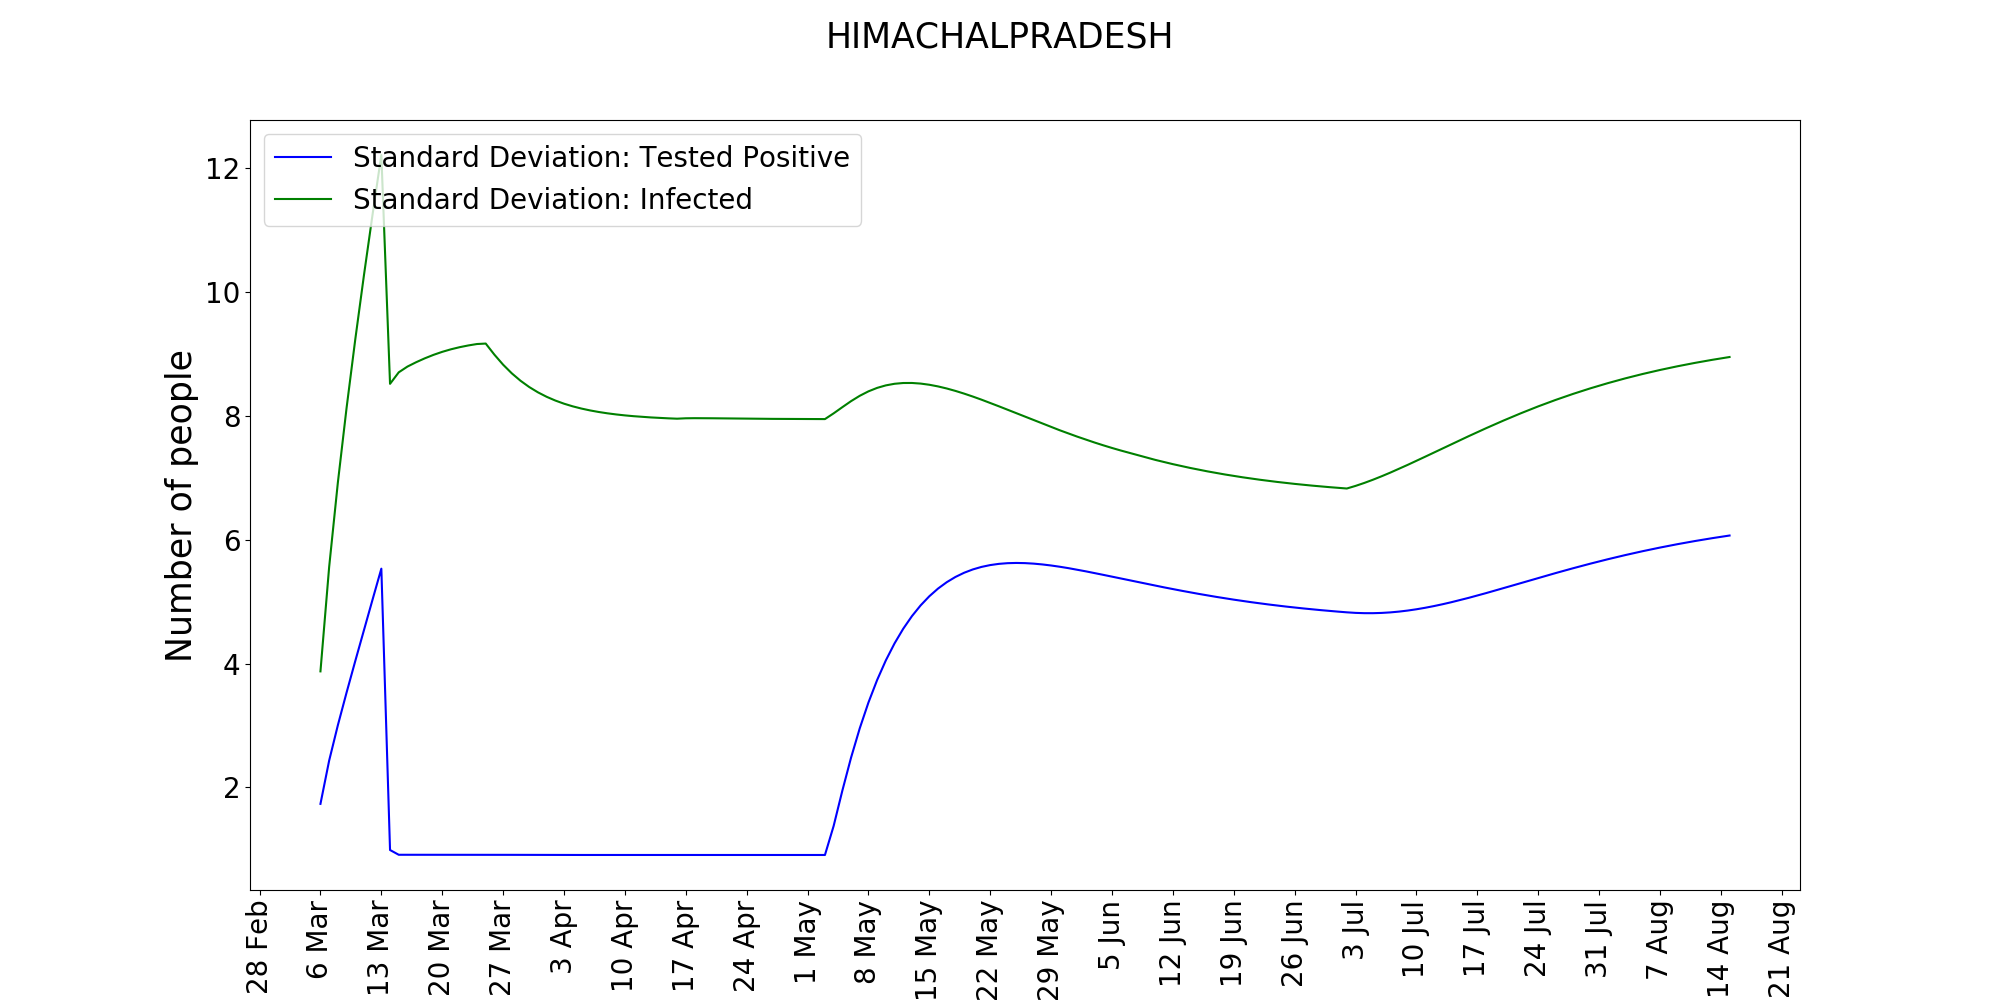 HIMACHALPRADESH
Standard Deviation: Tested Positive
Standard Deviation: Infected
Number of people
12
10
8
6
4
2
28 Feb
6 Mar
13 Mar
20 Mar
27 Mar
3 Apr
10 Apr
17 Apr
24 Apr
1 May
8 May
15 May
22 May
29 May
5 Jun
12 Jun
19 Jun
26 Jun
3 Jul
10 Jul
17 Jul
24 Jul
31 Jul
7 Aug
14 Aug
21 Aug